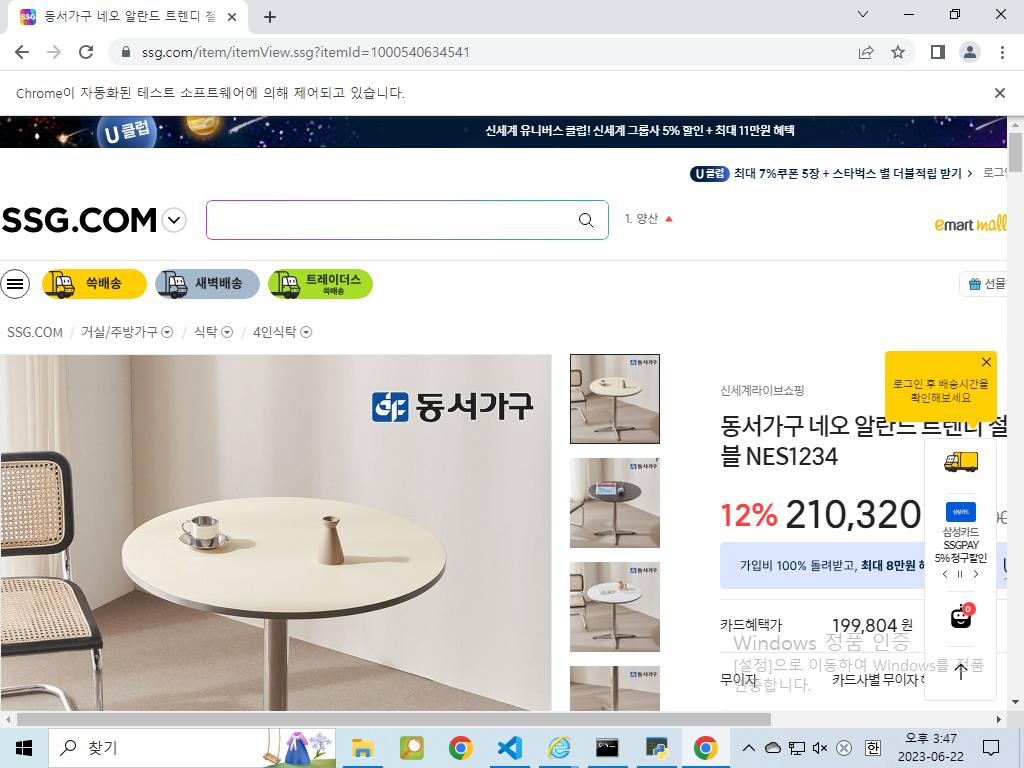 동서가구 네오 알란드 트렌디 철
ssg.com/item/itemView.ssg?itemId=1000540634541
Chrome이 자동화된 테스트 소프트웨어에 의해 제어되고 있습니다.
U 클럽
신세계 유니버스 클럽! 신세계 그룹사 5% 할인 + 최대 11만원 혜택
U 클럽 최대 7%쿠폰 5장 + 스타벅스 별 더블적립 받기 > 로그인
SSG.COM
1. 양산 ▲
emart mall
쓱배송
새벽배송
트레이더스
쓱배송
선물
SSG.COM / 거실/주방가구 / 식탁 / 4인식탁
동서가구
로그인 후 배송시간을
확인해보세요
신세계라이브쇼핑
동서가구 네오 알란드 트렌디 철
블 NES1234
12% 210,320
가입비 100% 돌려받고, 최대 8만원
삼성카드
삼성카드
SSGPAY
5% 청구할인
0
카드혜택가 199,804 원
무이자 카드사별 무이자
Windows 정품 인증
[설정]으로 이동하여 Windows를 정품
인증합니다.
찾기
한
오후 3:47
2023-06-22